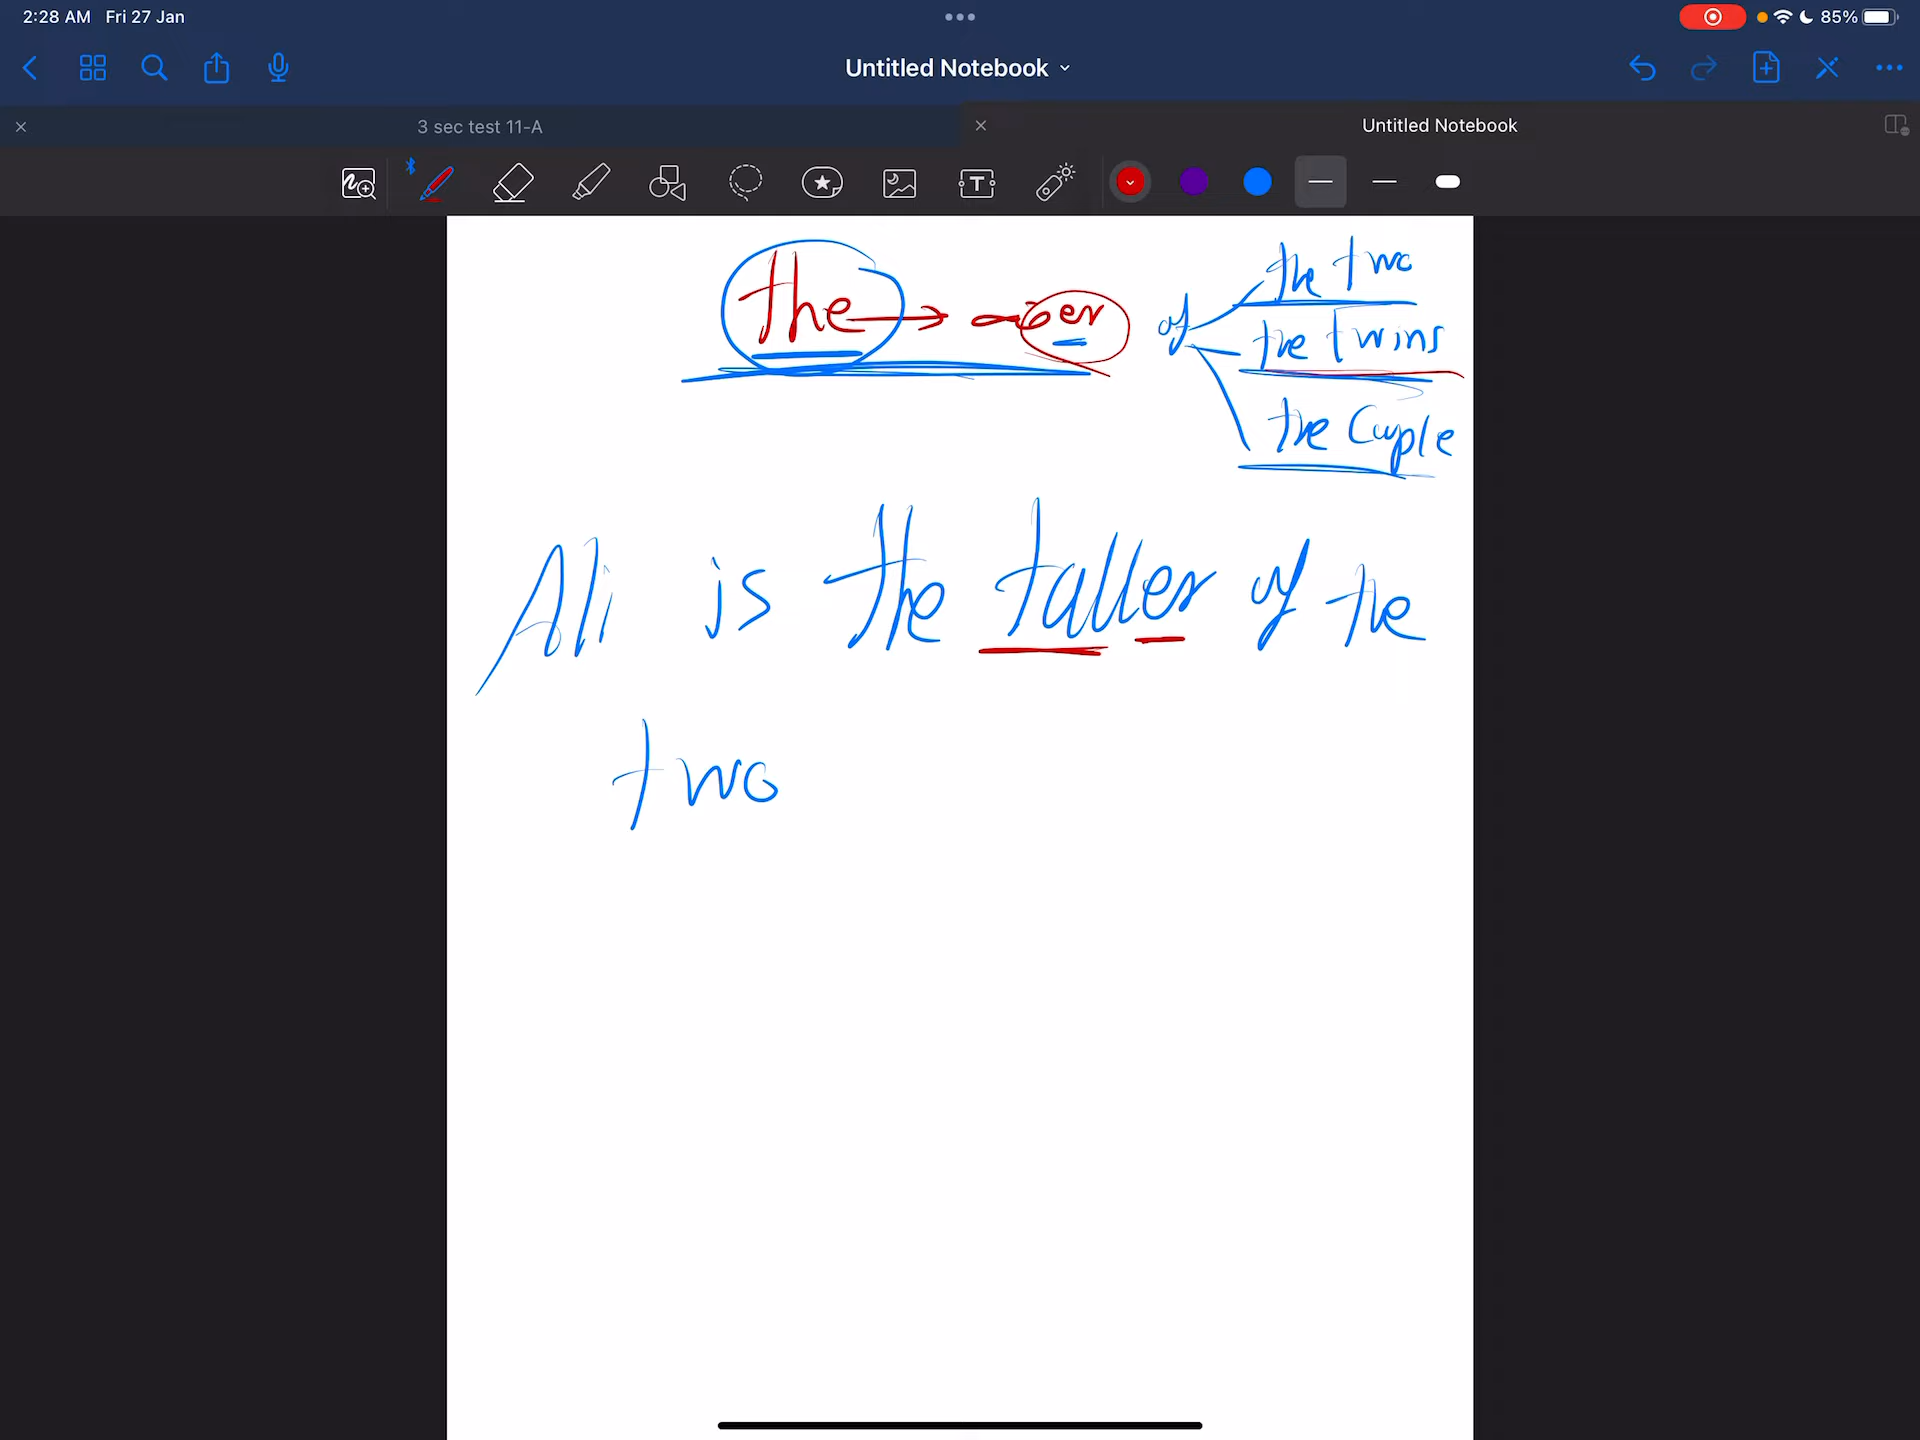 2:28 AM Fri 27 Jan
85%
Untitled Notebook
3 sec test 11-A
Untitled Notebook
T
the → er of the two
the twins
the Cuple
Ali is the taller of the
two